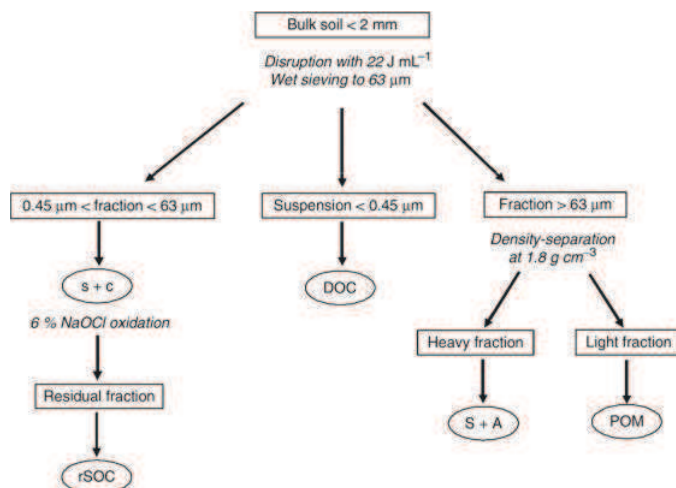 Bulk soil < 2 mm
Disruption with 22 J mL⁻¹
Wet sieving to 63 µm
0.45 µm < fraction < 63 µm
Suspension < 0.45 µm
Fraction > 63 µm
s + c
DOC
Density-separation
at 1.8 g cm⁻³
6 % NaOCl oxidation
Heavy fraction
Light fraction
Residual fraction
S + A
POM
rSOC